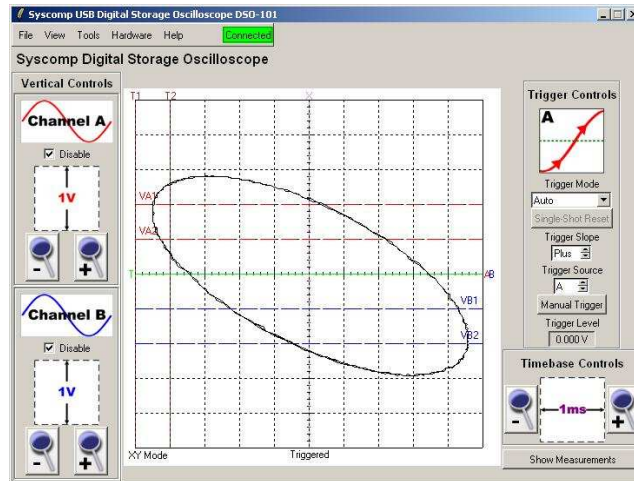 Syscomp USB Digital Storage Oscilloscope DSO-101
File View Tools Hardware Help Connected
Syscomp Digital Storage Oscilloscope
Vertical Controls
Channel A
Disable
1V
- +
Channel B
Disable
1V
- +
T1 T2 X
VA1
VA2
T AB
VB1
VB2
XY Mode Triggered
Trigger Controls
A
Trigger Mode
Auto
Single-Shot Reset
Trigger Slope
Plus
Trigger Source
A
Manual Trigger
Trigger Level
0.000 V
Timebase Controls
- 1ms +
Show Measurements